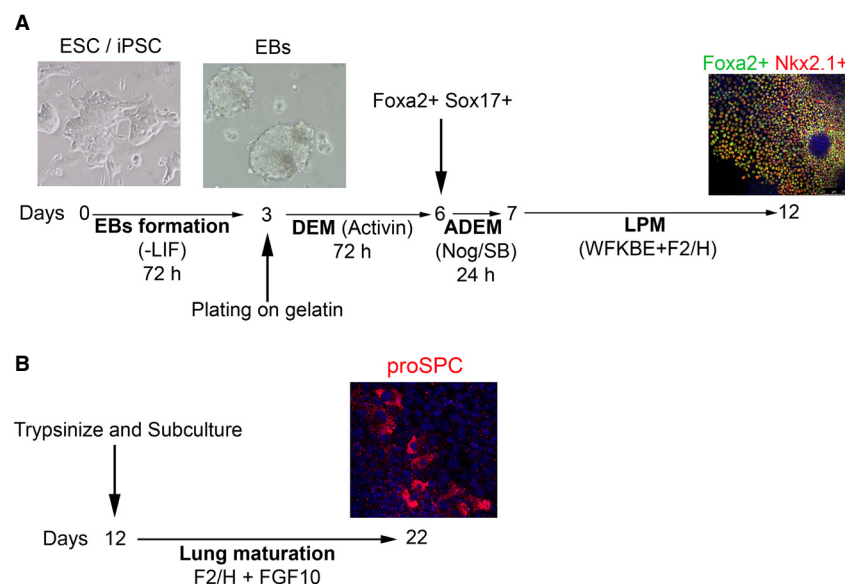 A
ESC / iPSC
EBs
Foxa2+ Nkx2.1+
Foxa2+ Sox17+
Days 0 3 6 7 12
EBs formation
(-LIF)
72 h
DEM (Activin)
72 h
ADEM
(Nog/SB)
24 h
LPM
(WFKBE+F2/H)
Plating on gelatin
B
proSPC
Trypsinize and Subculture
Days 12 22
Lung maturation
F2/H + FGF10